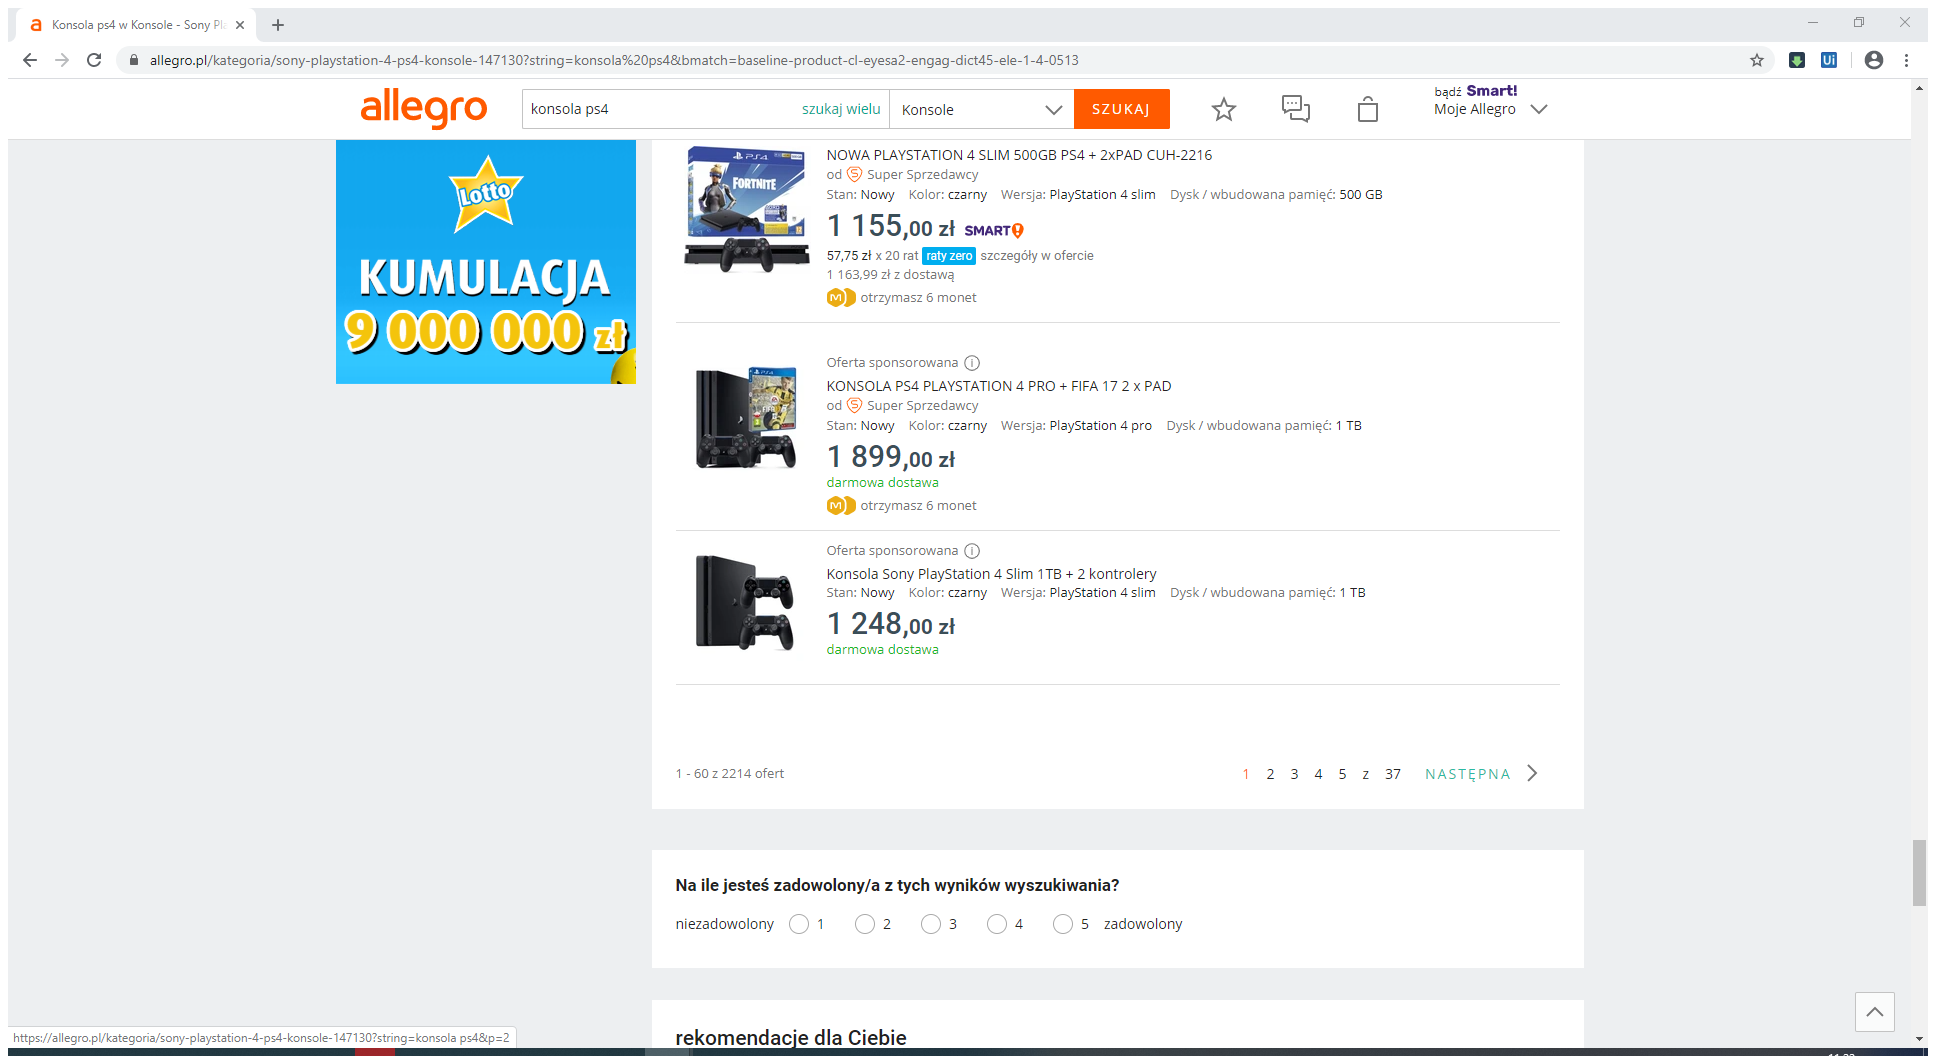 Konsola ps4 w Konsole - Sony Pl
allegro.pl/kategoria/sony-playstation-4-ps4-konsole-147130?string=konsola%20ps4&bmatch=baseline-product-cl-eyesa2-engag-dict45-ele-1-4-0513
allegro
konsola ps4
szukaj wielu
Konsole
SZUKAJ
bądź Smart!
Moje Allegro
Lotto
KUMULACJA
9 000 000 zł
PS4
FORTNITE
NOWA PLAYSTATION 4 SLIM 500GB PS4 + 2xPAD CUH-2216
od Super Sprzedawcy
Stan: Nowy Kolor: czarny Wersja: PlayStation 4 slim Dysk / wbudowana pamięć: 500 GB
1 155,00 zł SMART!
57,75 zł x 20 rat raty zero szczegóły w ofercie
1 163,99 zł z dostawą
M otrzymasz 6 monet
Oferta sponsorowana
KONSOLA PS4 PLAYSTATION 4 PRO + FIFA 17 2 x PAD
od Super Sprzedawcy
Stan: Nowy Kolor: czarny Wersja: PlayStation 4 pro Dysk / wbudowana pamięć: 1 TB
1 899,00 zł
darmowa dostawa
M otrzymasz 6 monet
Oferta sponsorowana
Konsola Sony PlayStation 4 Slim 1TB + 2 kontrolery
Stan: Nowy Kolor: czarny Wersja: PlayStation 4 slim Dysk / wbudowana pamięć: 1 TB
1 248,00 zł
darmowa dostawa
1 - 60 z 2214 ofert
1 2 3 4 5 z 37 NASTĘPNA
Na ile jesteś zadowolony/a z tych wyników wyszukiwania?
niezadowolony 1 2 3 4 5 zadowolony
rekomendacje dla Ciebie
https://allegro.pl/kategoria/sony-playstation-4-ps4-konsole-147130?string=konsola ps4&p=2